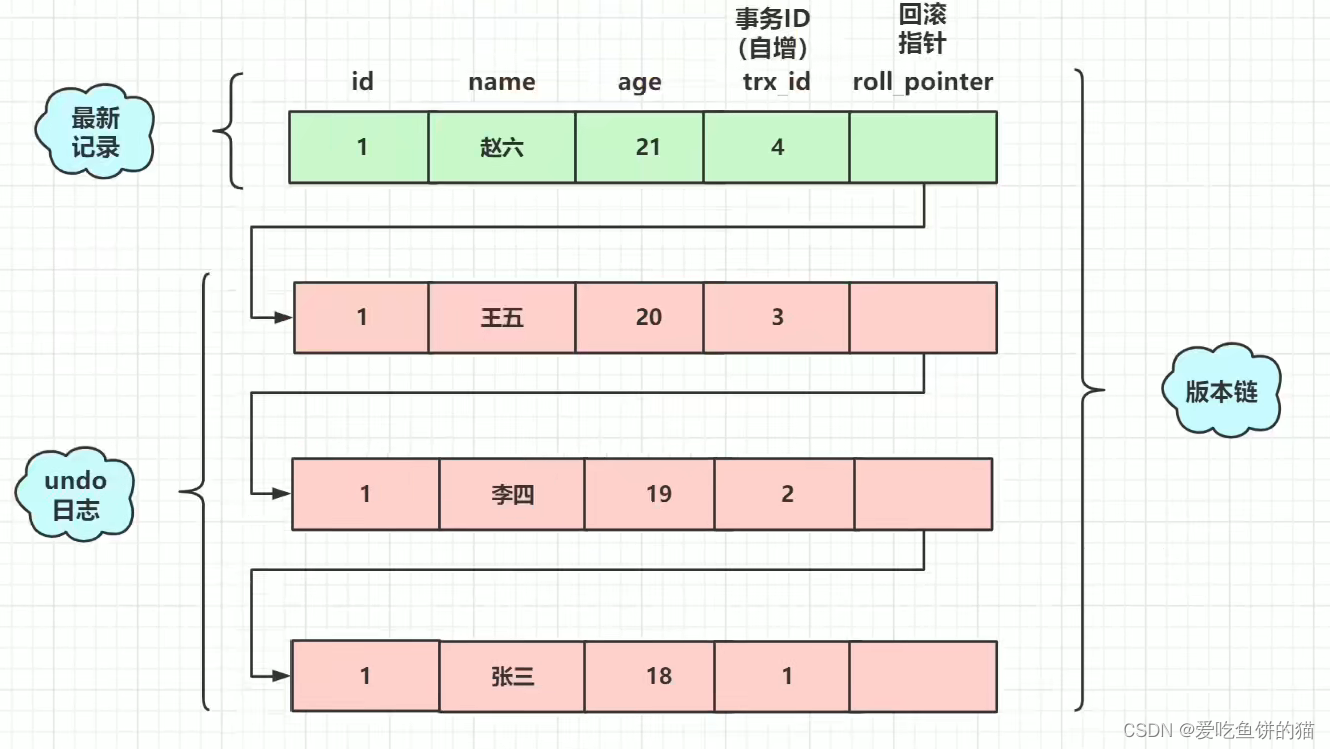 事务ID
（自增）
回滚
指针
id name age trx_id roll_pointer
最新
记录
1 赵六 21 4
1 王五 20 3
版本链
undo
日志
1 李四 19 2
1 张三 18 1
CSDN @爱吃鱼饼的猫